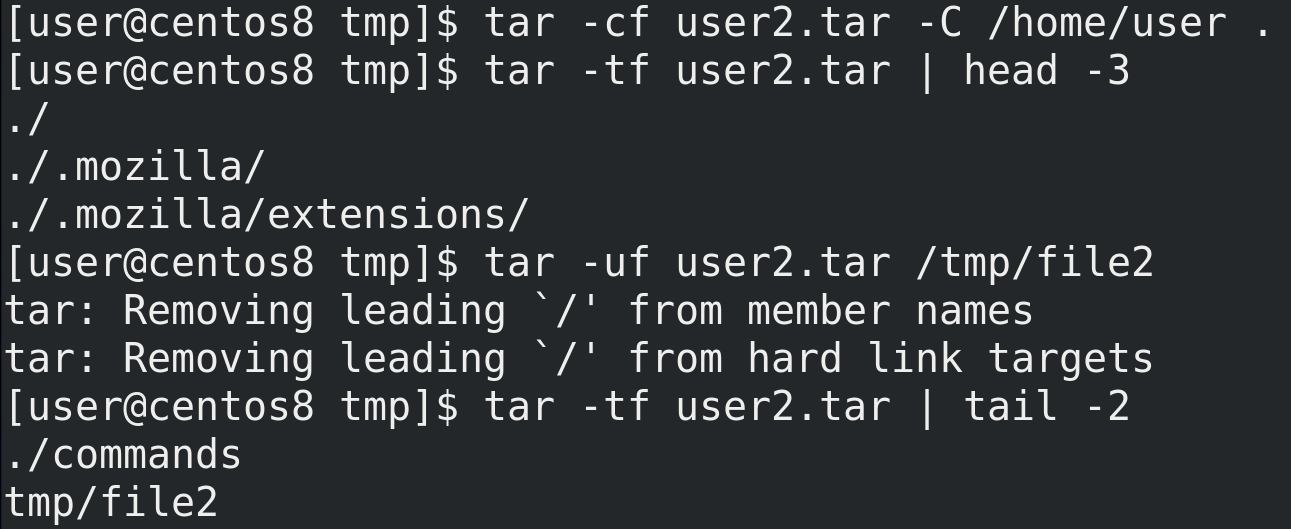 [user@centos8 tmp]$ tar -cf user2.tar -C /home/user .
[user@centos8 tmp]$ tar -tf user2.tar | head -3
./
./.mozilla/
./.mozilla/extensions/
[user@centos8 tmp]$ tar -uf user2.tar /tmp/file2
tar: Removing leading `/' from member names
tar: Removing leading `/' from hard link targets
[user@centos8 tmp]$ tar -tf user2.tar | tail -2
./commands
tmp/file2